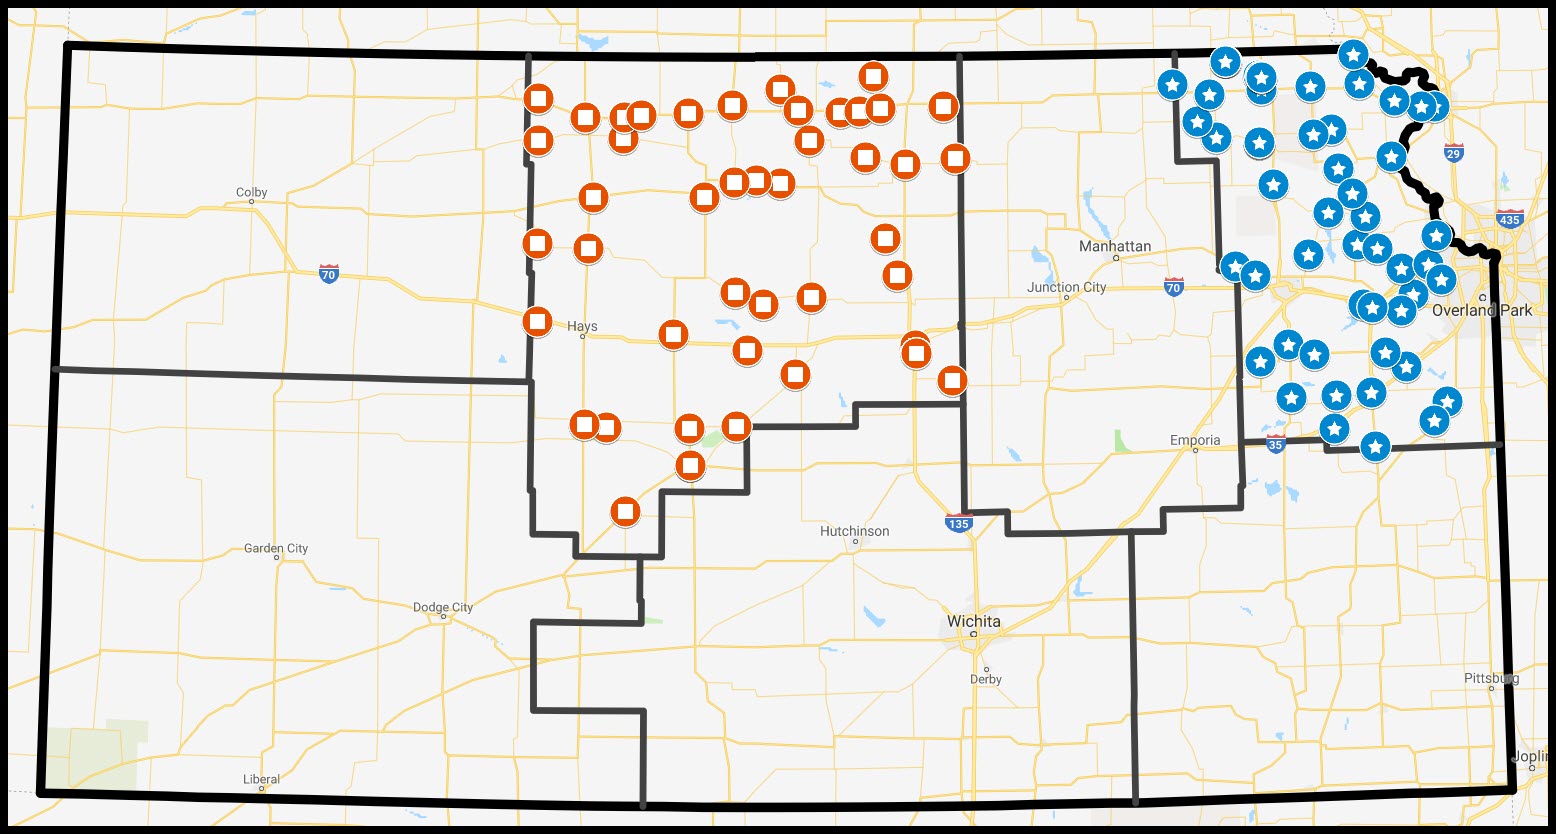 29
Colby
435
Manhattan
70
Junction City
70
Overland Park
Hays
Emporia
35
135
Hutchinson
Garden City
Dodge City
Wichita
Derby
Pittsburg
Joplin
Liberal